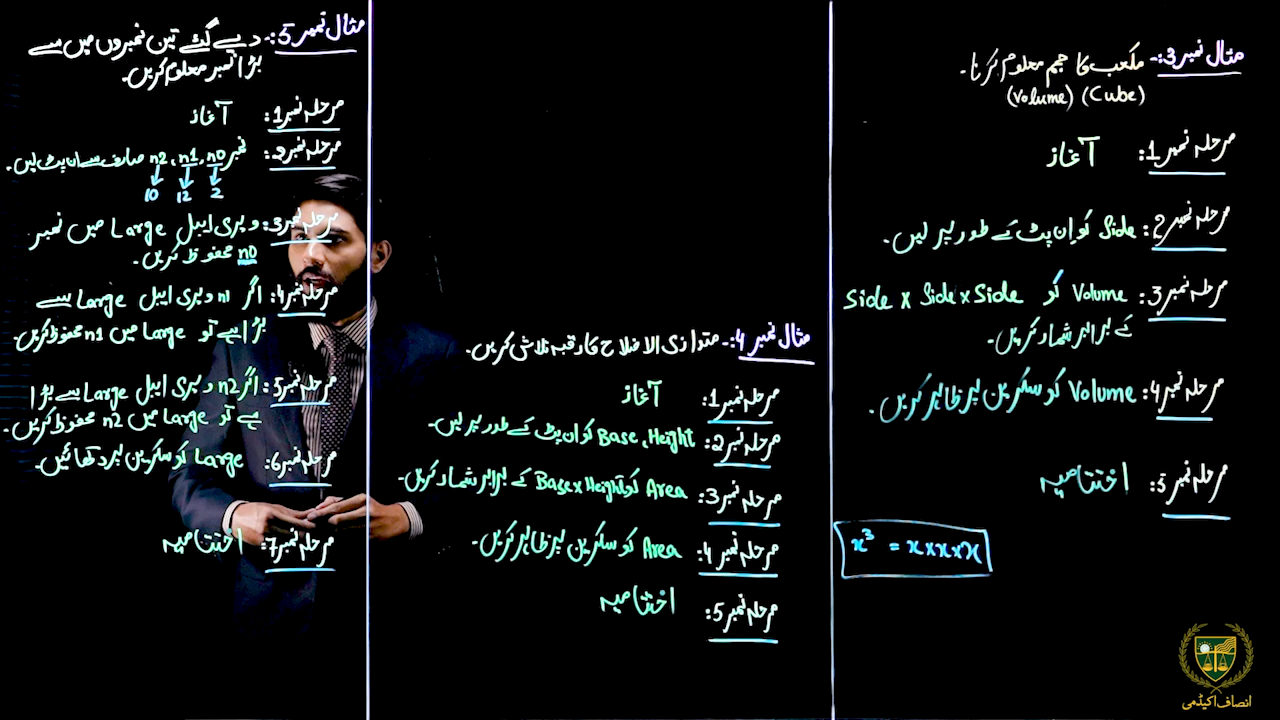 مثال نمبر 3:- مکعب کا حجم معلوم کرنا۔
(Volume) (Cube)
مرحلہ نمبر 1: آغاز
مرحلہ نمبر 2: Side کو اِن پٹ کے طور پر لیں۔
مرحلہ نمبر 3: Volume کو Side x Side x Side
کے برابر شمار کریں۔
مرحلہ نمبر 4: Volume کو سکرین پر ظاہر کریں۔
مرحلہ نمبر 5: اختتامیہ
x³ = x x x x x
مثال نمبر 4:- متوازی الاضلاح کا رقبہ تلاش کریں۔
مرحلہ نمبر 1: آغاز
مرحلہ نمبر 2: Base, Height کو ان پٹ کے طور پر لیں۔
مرحلہ نمبر 3: Area کو Base x Height کے برابر شمار کریں۔
مرحلہ نمبر 4: Area کو سکرین پر ظاہر کریں۔
مرحلہ نمبر 5: اختتامیہ
مثال نمبر 5:- دیے گئے تین نمبروں میں سے
بڑا نمبر معلوم کریں۔
مرحلہ نمبر 1: آغاز
مرحلہ نمبر 2: نمبر n0, n1, n2 صارف سے ان پٹ لیں۔
2 12 10
مرحلہ نمبر 3: ویری ایبل Large میں نمبر
n0 محفوظ کریں۔
مرحلہ نمبر 4: اگر n1 ویری ایبل Large سے
بڑا ہے تو Large میں n1 محفوظ کریں
مرحلہ نمبر 5: اگر n2 ویری ایبل Large سے بڑا
ہے تو Large میں n2 محفوظ کریں۔
مرحلہ نمبر 6: Large کو سکرین پر دکھائیں۔
مرحلہ نمبر 7: اختتامیہ
انصاف اکیڈمی